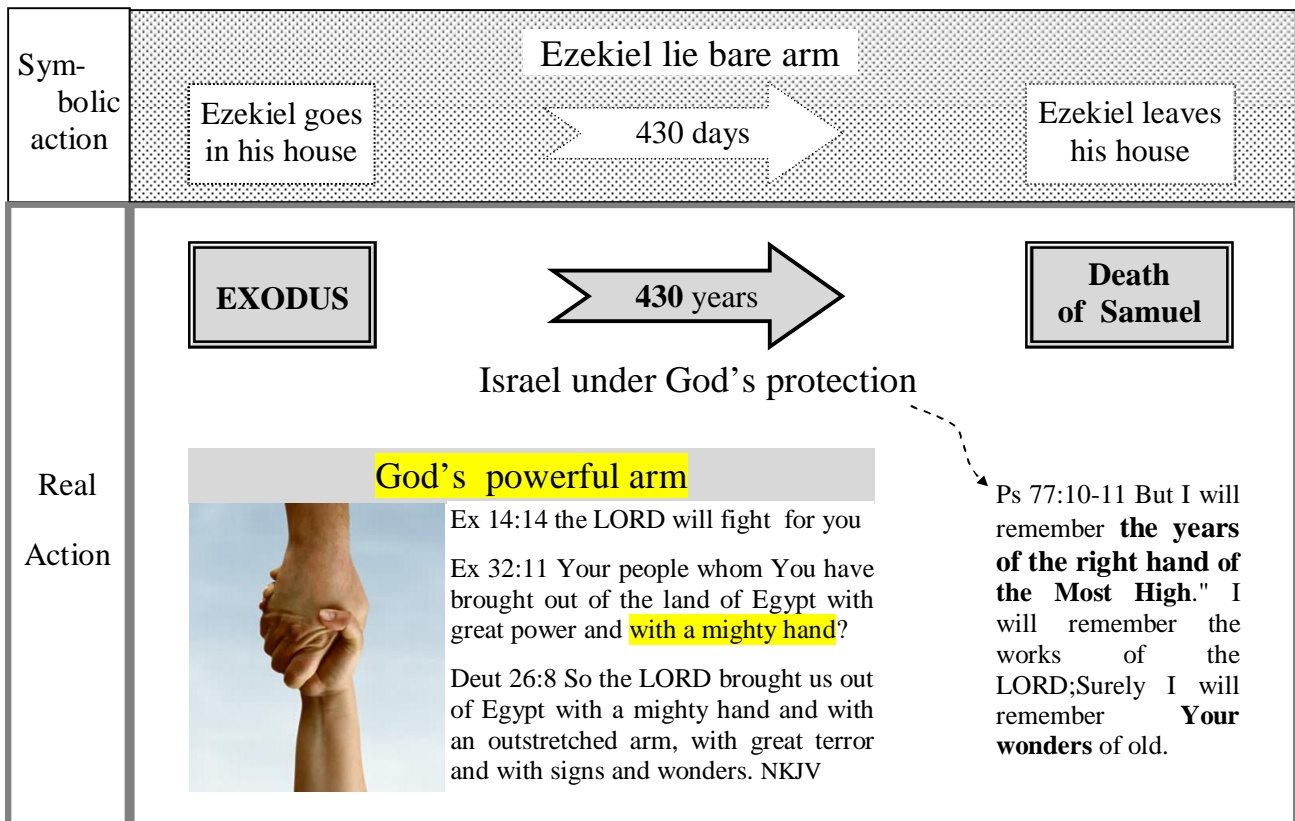 Sym-
bolic
action
Ezekiel lie bare arm
Ezekiel goes
in his house
430 days
Ezekiel leaves
his house
Real
Action
EXODUS
430 years
Death
of Samuel
Israel under God’s protection
God’s powerful arm
Ex 14:14 the LORD will fight for you
Ex 32:11 Your people whom You have
brought out of the land of Egypt with
great power and with a mighty hand?
Deut 26:8 So the LORD brought us out
of Egypt with a mighty hand and with
an outstretched arm, with great terror
and with signs and wonders. NKJV
Ps 77:10-11 But I will
remember the years
of the right hand of
the Most High." I
will remember the
works of the
LORD;Surely I will
remember Your
wonders of old.